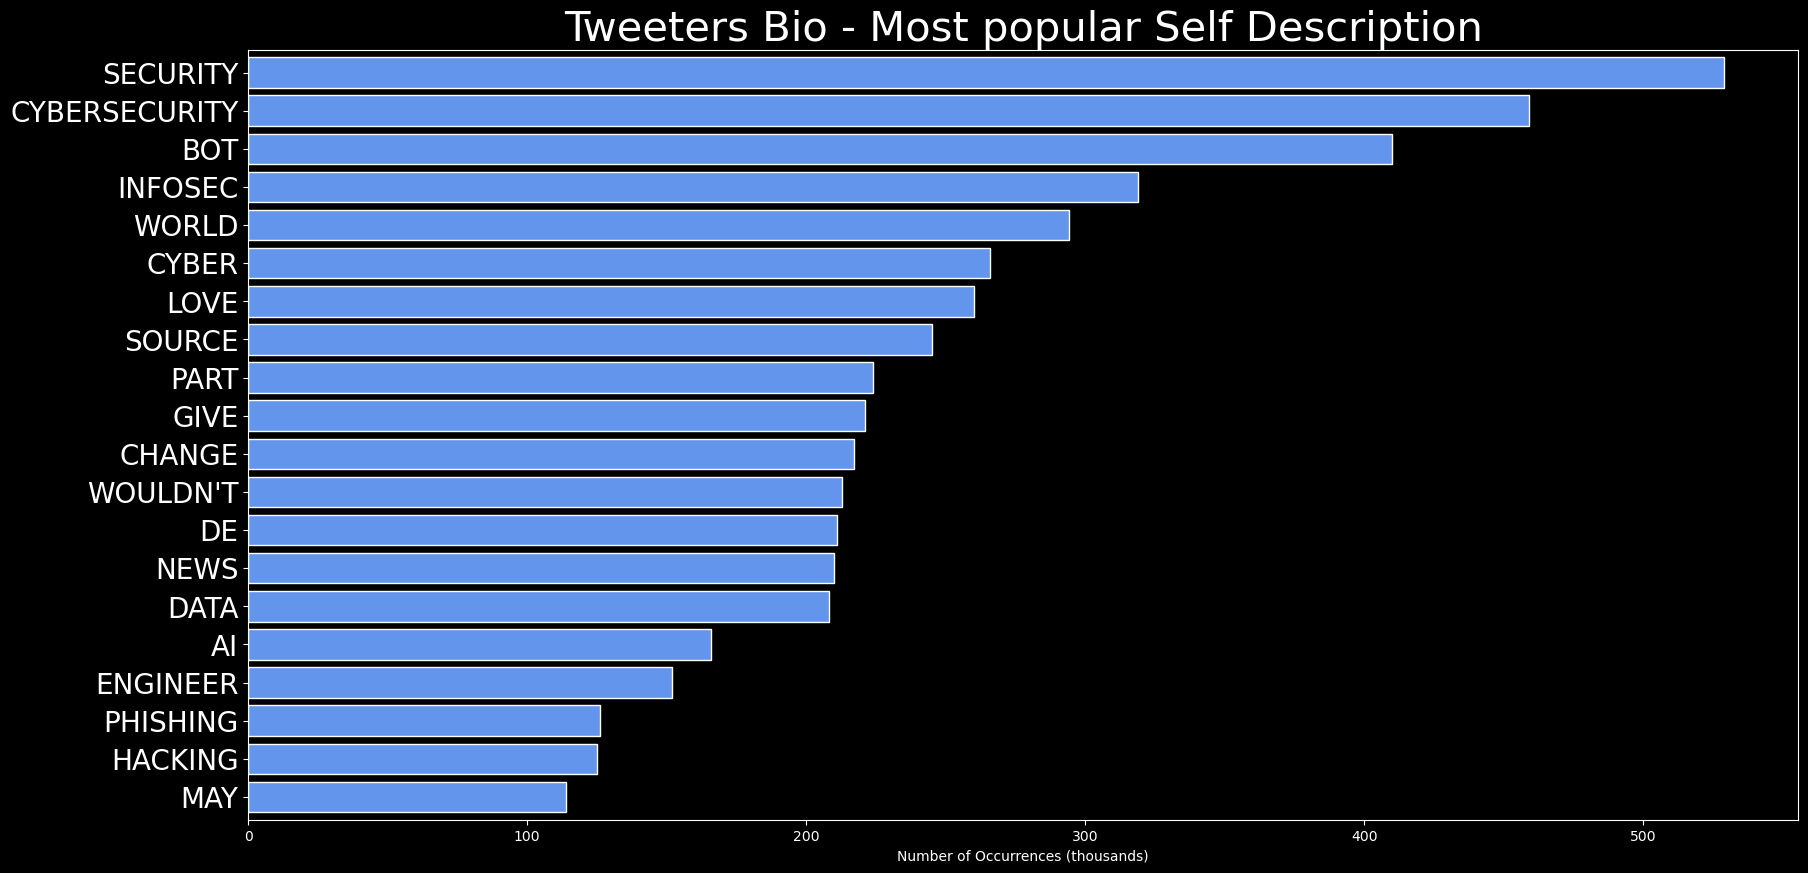 Tweeters Bio - Most popular Self Description
SECURITY
CYBERSECURITY
BOT
INFOSEC
WORLD
CYBER
LOVE
SOURCE
PART
GIVE
CHANGE
WOULDN'T
DE
NEWS
DATA
AI
ENGINEER
PHISHING
HACKING
MAY
0 100 200 300 400 500
Number of Occurrences (thousands)